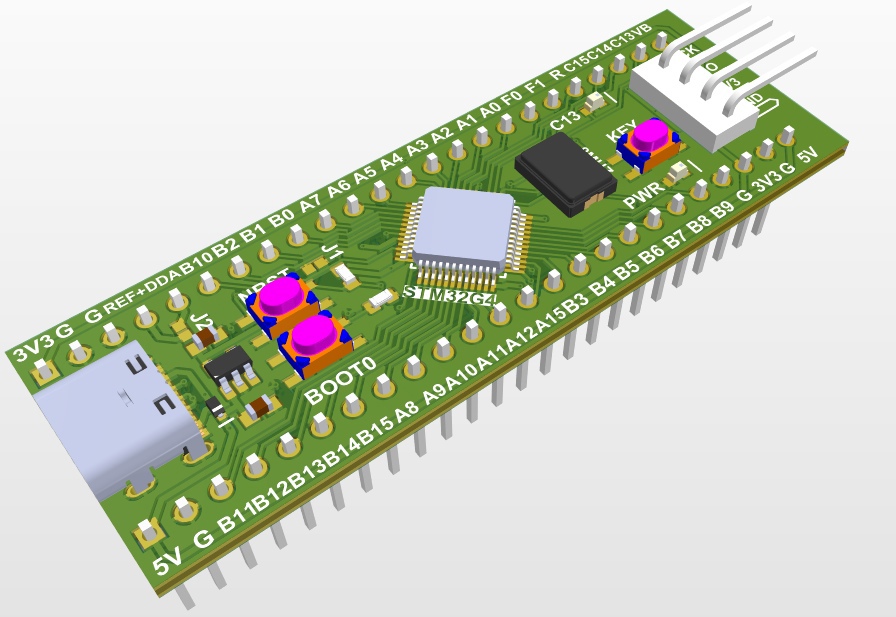 3V3 G G REF+ DDA B10 B2 B1 B0 A7 A6 A5 A4 A3 A2 A1 A0 F0 F1 R C15 C14 C13 VB
C13
KEY
PWR
STM32G4
BOOT0
5V G B11 B12 B13 B14 B15 A8 A9 A10 A11 A12 A15 B3 B4 B5 B6 B7 B8 B9 G 3V3 G 5V